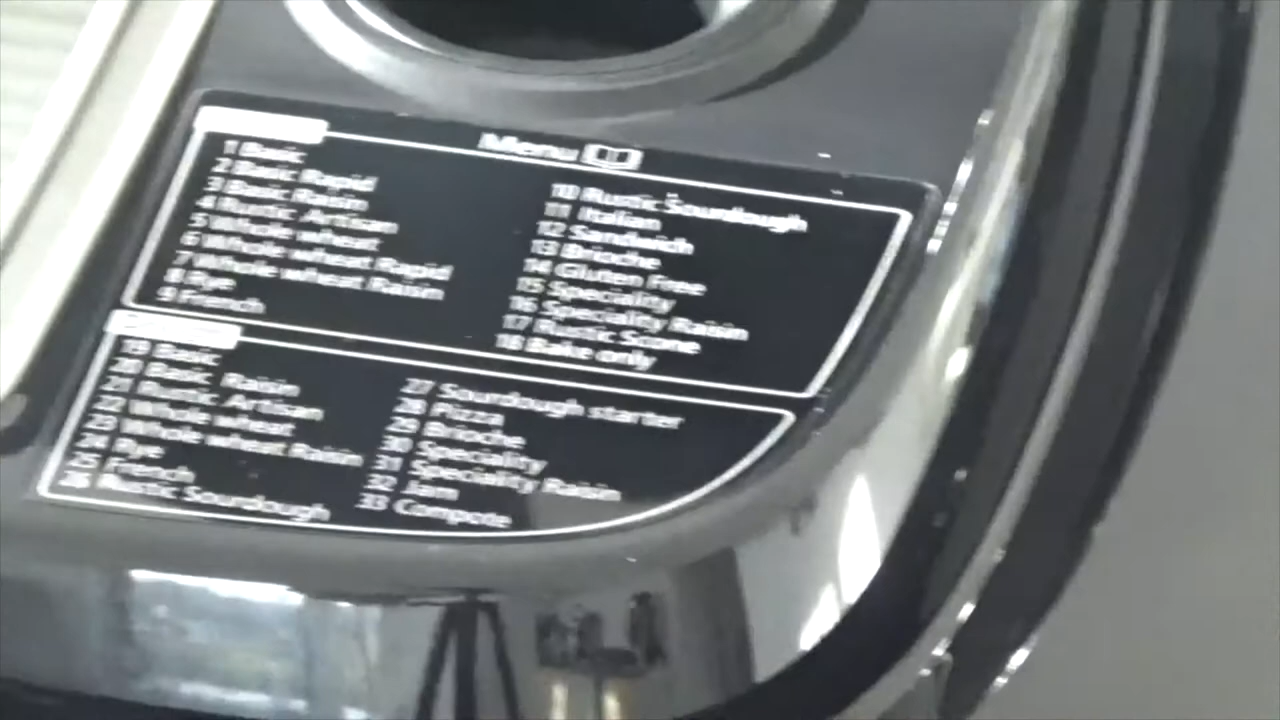 Menu
1 Basic
2 Basic Rapid
3 Basic Raisin
4 Rustic Artisan
5 Whole wheat
6 Whole wheat Rapid
7 Whole wheat Raisin
8 Rye
9 French
10 Rustic Sourdough
11 Italian
12 Sandwich
13 Brioche
14 Gluten Free
15 Speciality
16 Speciality Raisin
17 Rustic Scone
18 Bake only
19 Basic
20 Basic Raisin
21 Rustic Artisan
22 Whole wheat
23 Whole wheat Raisin
24 Rye
25 French
26 Rustic Sourdough
27 Sourdough starter
28 Pizza
29 Brioche
30 Speciality
31 Speciality Raisin
32 Jam
33 Compote